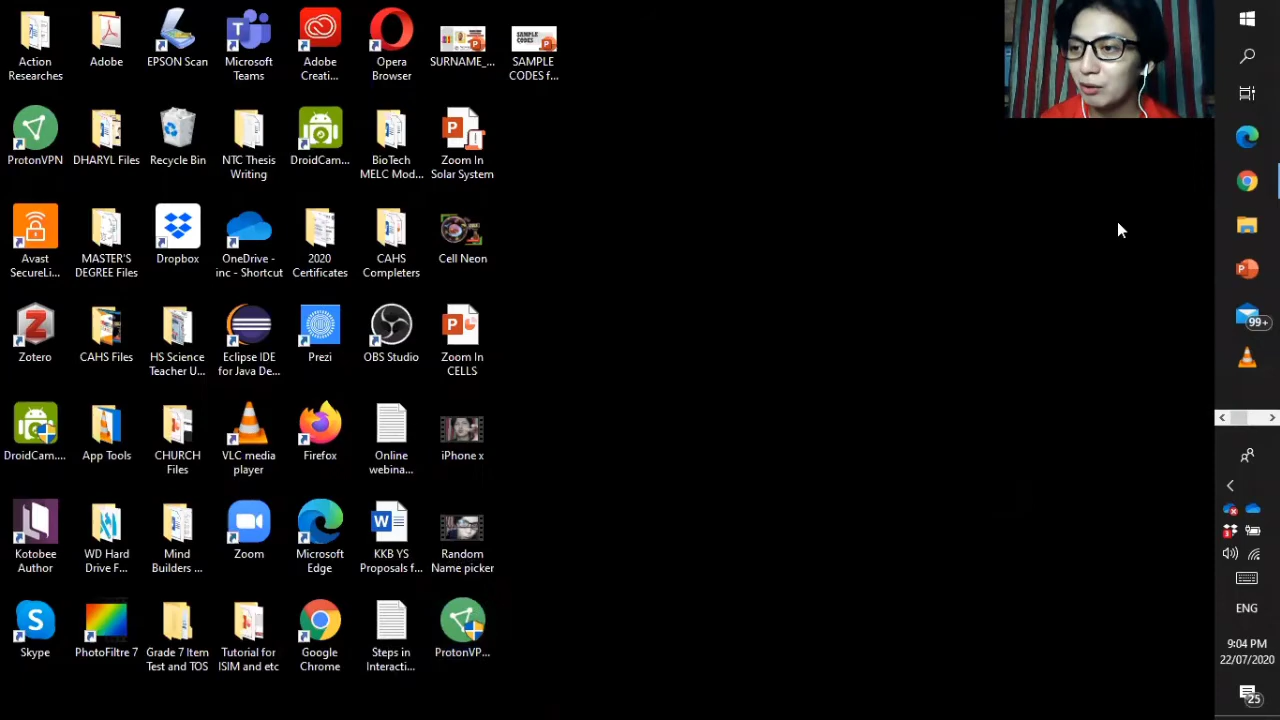 Action
Researches
Adobe
EPSON Scan
Microsoft
Teams
Adobe
Creati...
Opera
Browser
SURNAME_...
SAMPLE
CODES
SAMPLE
CODES f...
ProtonVPN
DHARYL Files
Recycle Bin
NTC Thesis
Writing
DroidCam...
BioTech
MELC Mod...
Zoom In
Solar System
Avast
SecureLi...
MASTER'S
DEGREE Files
Dropbox
OneDrive -
inc - Shortcut
2020
Certificates
CAHS
Completers
Cell Neon
Zotero
CAHS Files
HS Science
Teacher U...
Eclipse IDE
for Java De...
Prezi
OBS Studio
Zoom In
CELLS
99+
DroidCam....
App Tools
CHURCH
Files
VLC media
player
Firefox
Online
webina...
iPhone x
Kotobee
Author
WD Hard
Drive F...
Mind
Builders ...
Zoom
Microsoft
Edge
KKB YS
Proposals f...
Random
Name picker
Skype
PhotoFiltre 7
Grade 7 Item
Test and TOS
Tutorial for
ISIM and etc
Google
Chrome
Steps in
Interacti...
ProtonVP...
ENG
9:04 PM
22/07/2020
25